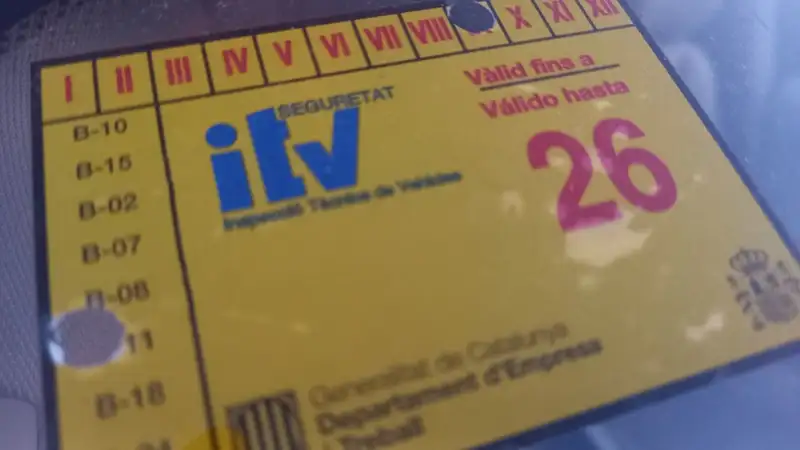 I II III IV V VI VII VIII X XI XII
B-10
B-15
B-02
B-07
B-08
11
B-18
SEGURETAT
itv
Inspecció Tècnica de Vehicles
Vàlid fins a
Válido hasta
26
Generalitat de Catalunya
Departament d'Empresa
i Treball